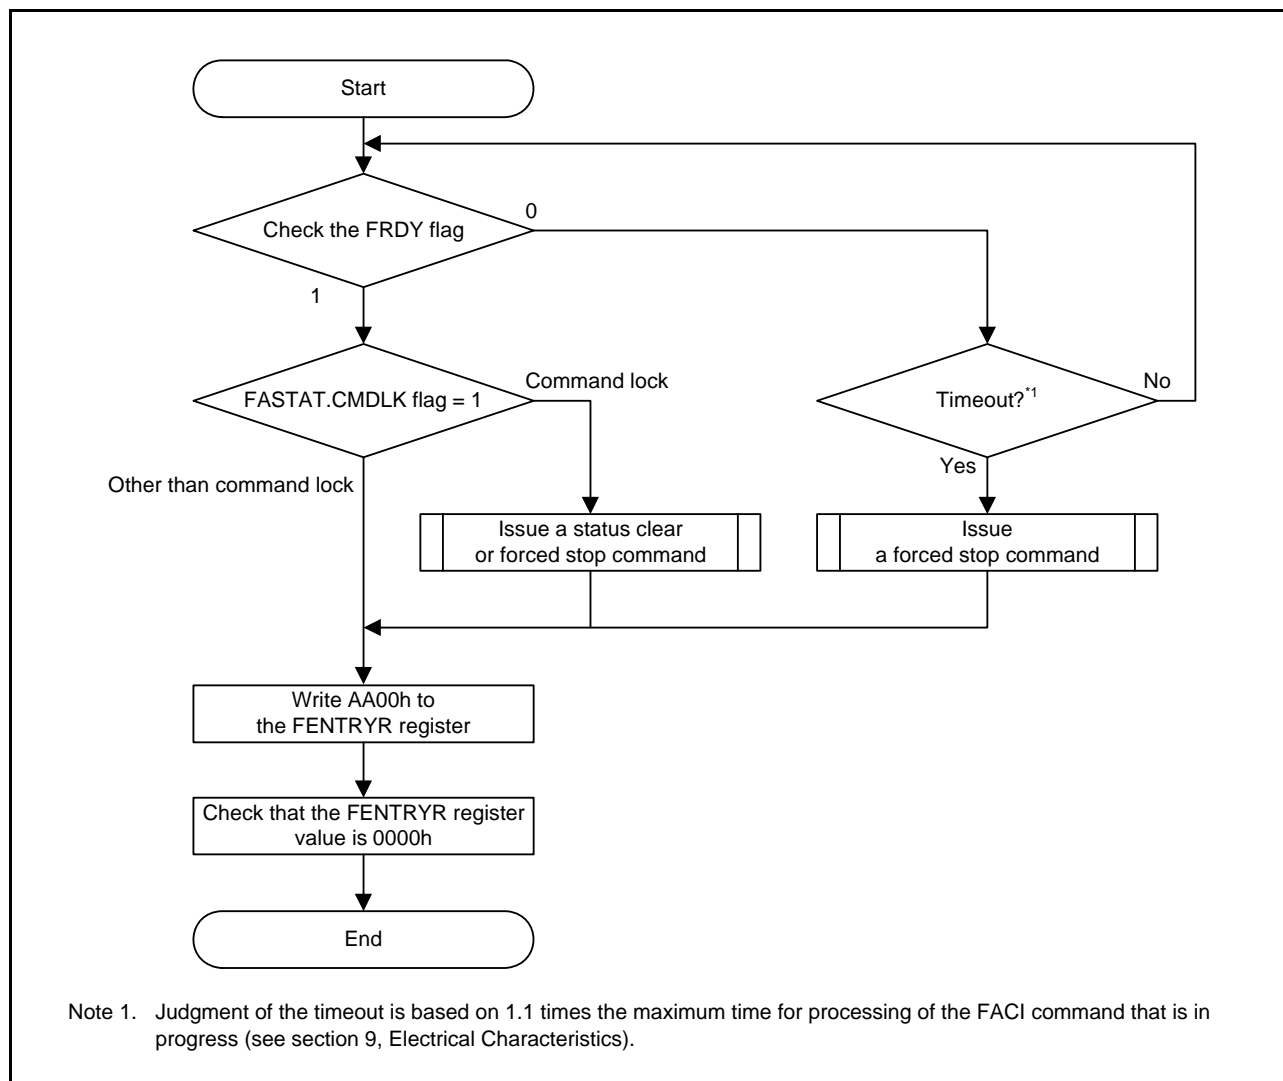 Start
Check the FRDY flag
0
1
FASTAT.CMDLK flag = 1
Command lock
Timeout?*1
No
Yes
Other than command lock
Issue a status clear
or forced stop command
Issue
a forced stop command
Write AA00h to
the FENTRYR register
Check that the FENTRYR register
value is 0000h
End
Note 1. Judgment of the timeout is based on 1.1 times the maximum time for processing of the FACI command that is in
progress (see section 9, Electrical Characteristics).